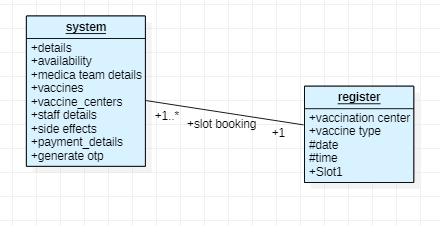 system
+details
+availability
+medica team details
+vaccines
+vaccine_centers
+staff details
+side effects
+payment_details
+generate otp
+1..*
+slot booking
+1
register
+vaccination center
+vaccine type
#date
#time
+Slot1